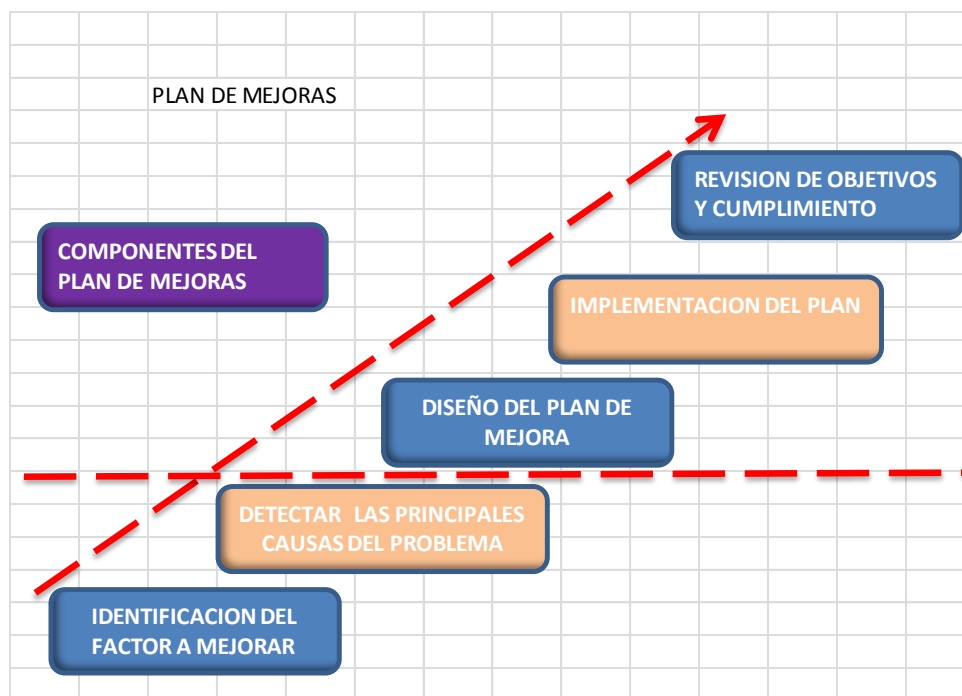 PLAN DE MEJORAS
REVISION DE OBJETIVOS
Y CUMPLIMIENTO
COMPONENTES DEL
PLAN DE MEJORAS
IMPLEMENTACION DEL PLAN
DISEÑO DEL PLAN DE
MEJORA
DETECTAR LAS PRINCIPALES
CAUSAS DEL PROBLEMA
IDENTIFICACION DEL
FACTOR A MEJORAR